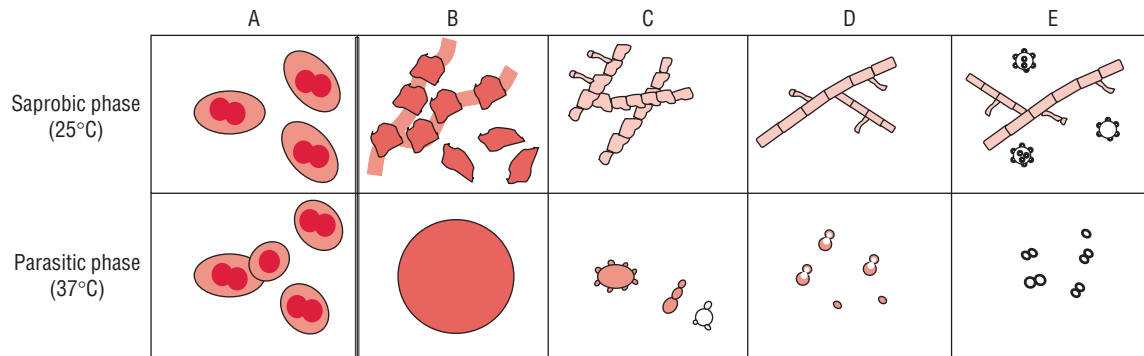 A B C D E
Saprobic phase
(25°C)
Parasitic phase
(37°C)